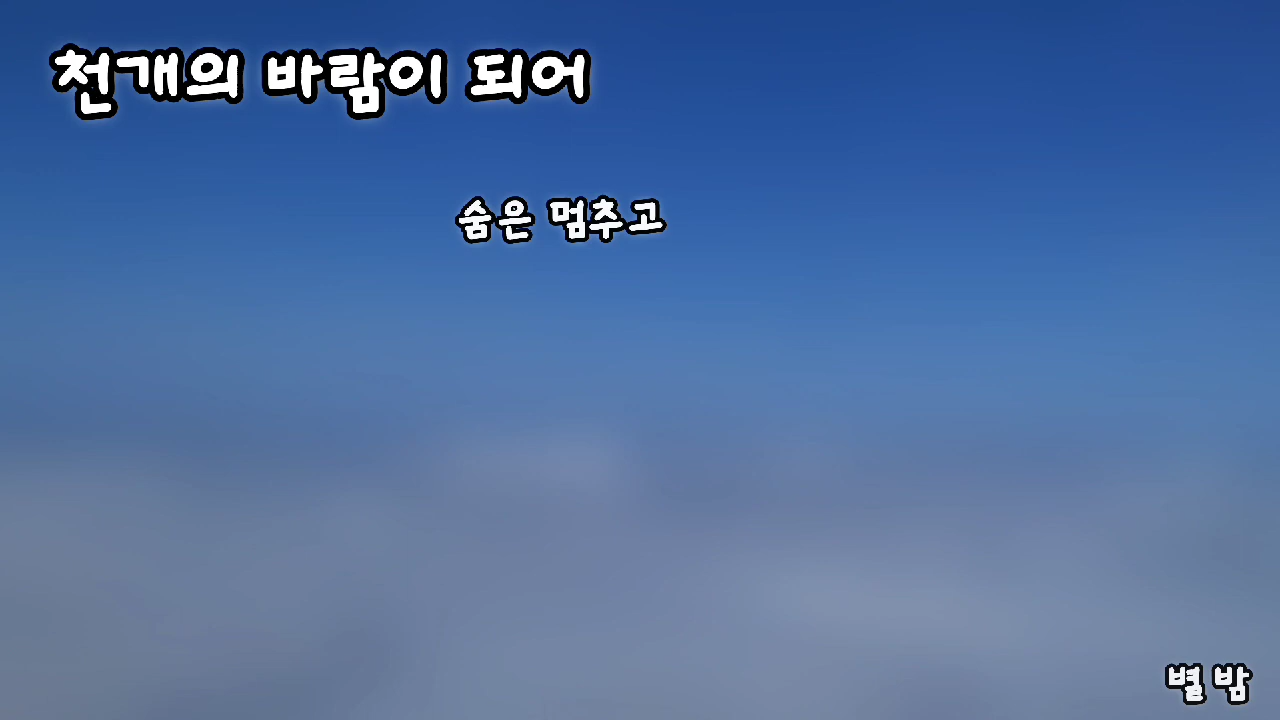 천개의 바람이 되어
숨은 멈추고
별밤